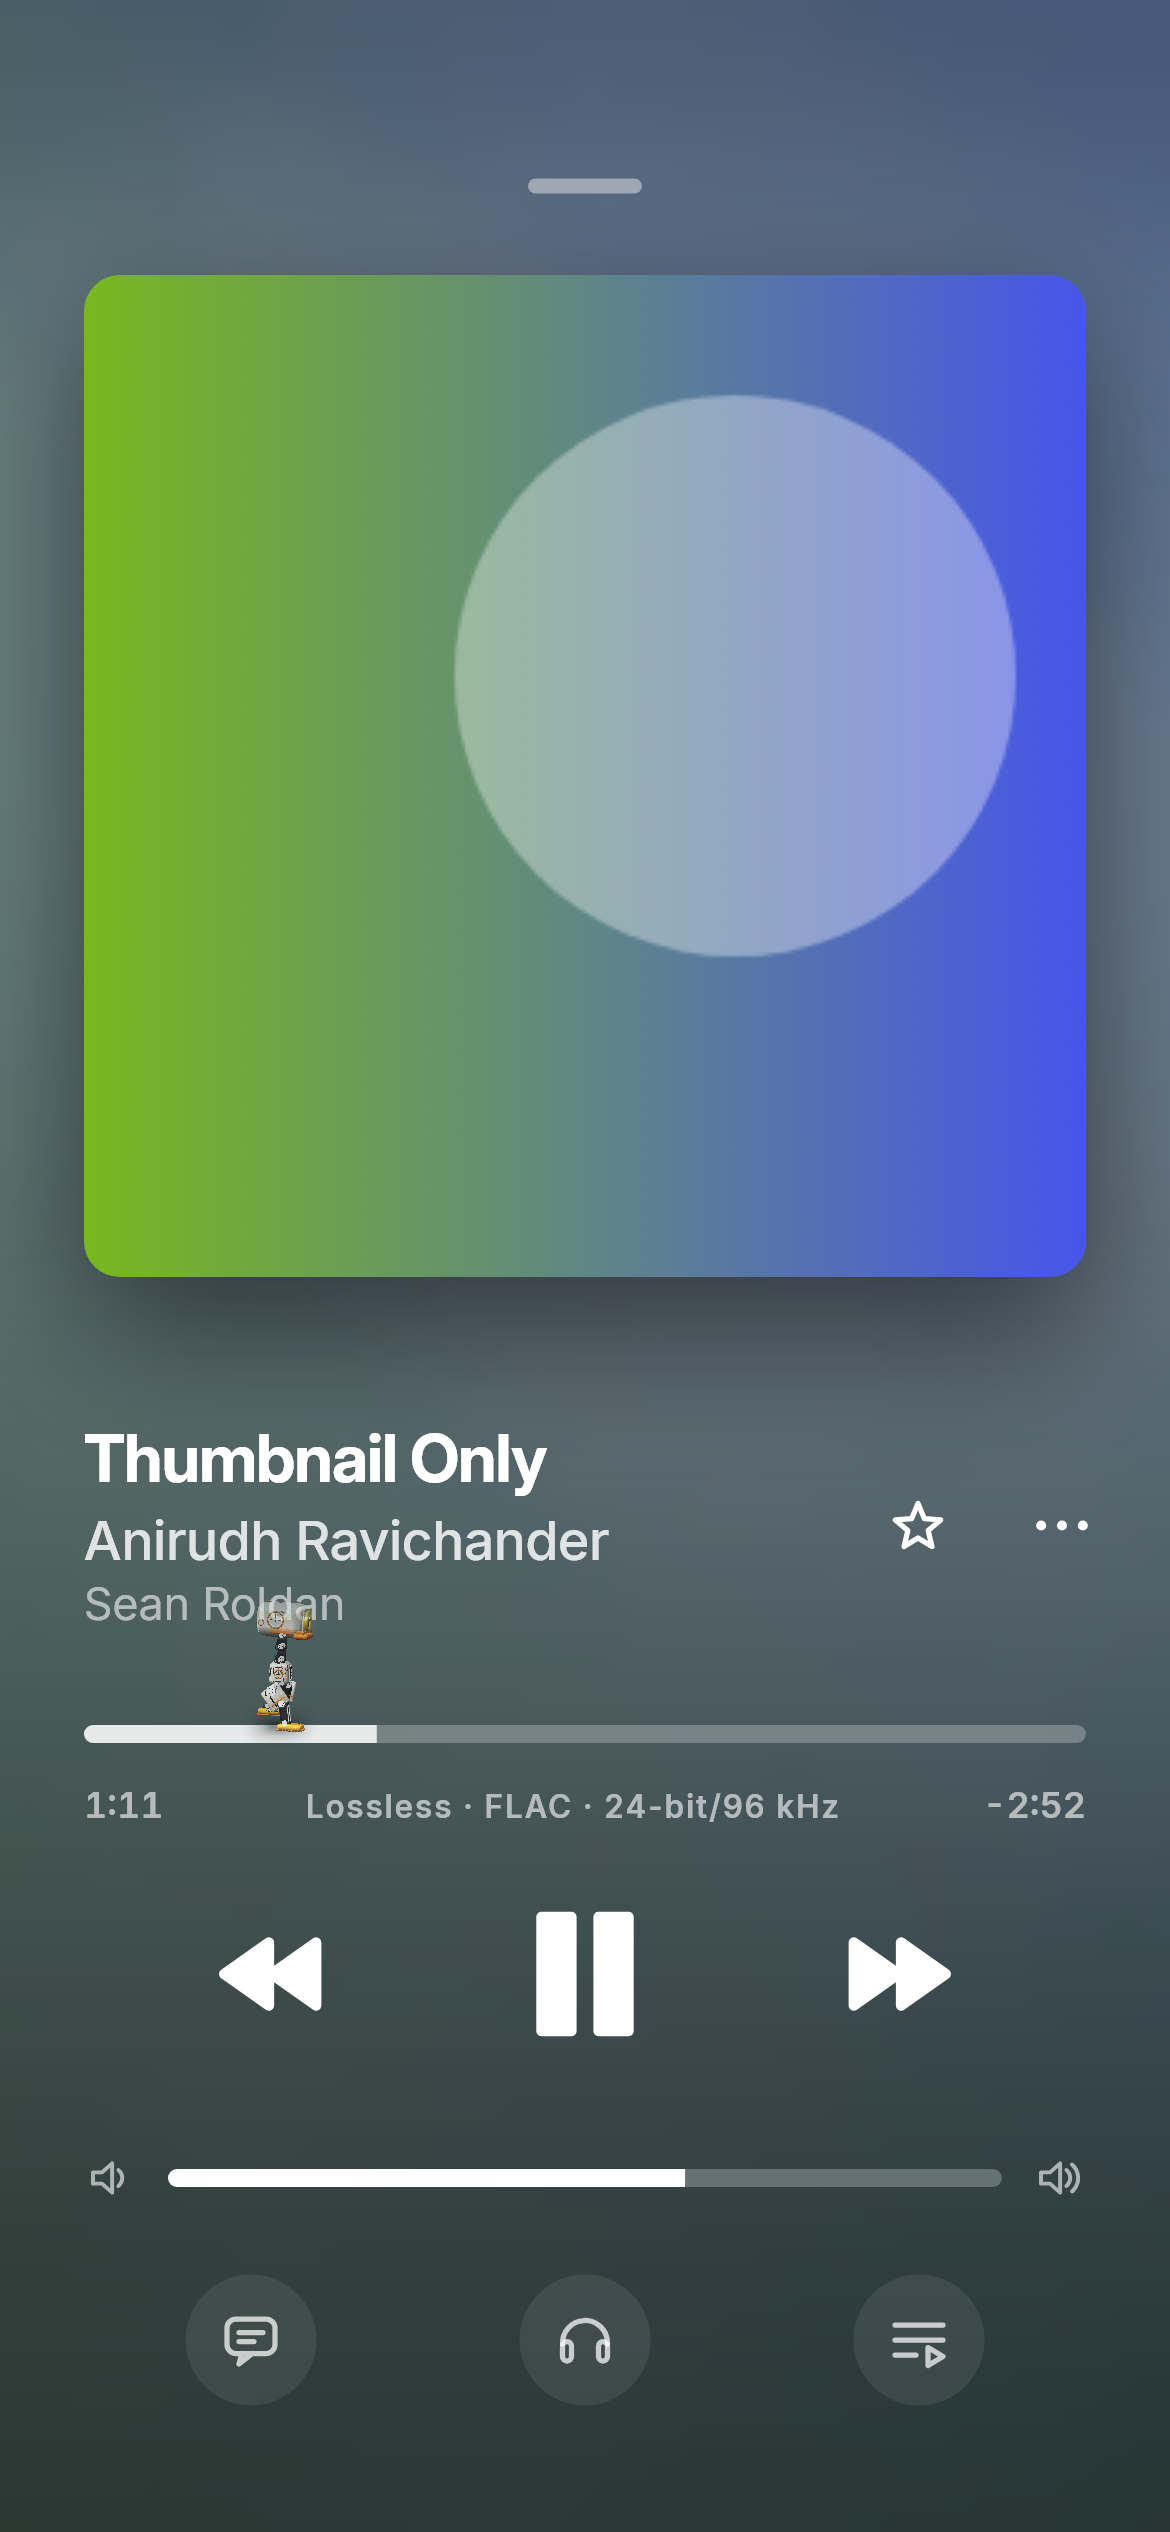 Thumbnail Only
Anirudh Ravichander
Sean Roldan
1:11
Lossless · FLAC · 24-bit/96 kHz
-2:52